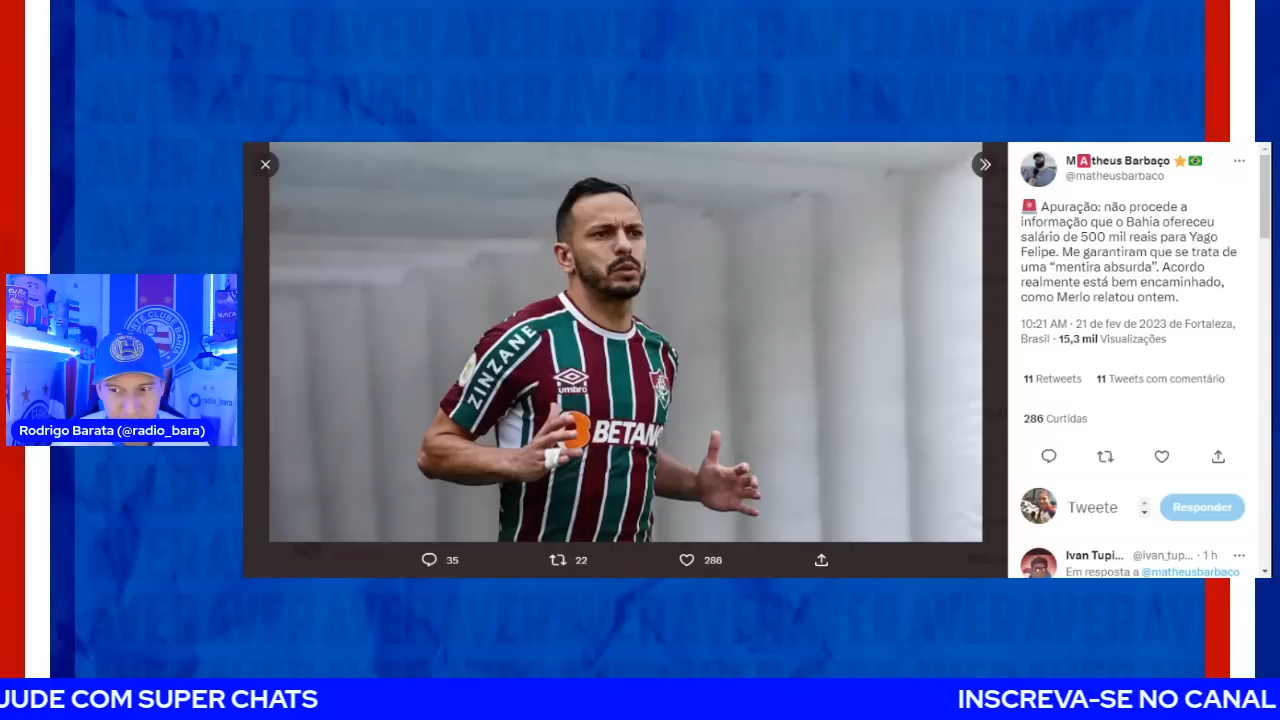 M🅰theus Barbaço ⭐🇧🇷
@matheusbarbaco
🚨 Apuração: não procede a
informação que o Bahia ofereceu
salário de 500 mil reais para Yago
Felipe. Me garantiram que se trata de
uma “mentira absurda”. Acordo
realmente está bem encaminhado,
como Merlo relatou ontem.
10:21 AM · 21 de fev de 2023 de Fortaleza,
Brasil · 15,3 mil Visualizações
11 Retweets 11 Tweets com comentário
286 Curtidas
Tweete
Responder
Ivan Tupi... @ivan_tup... · 1 h
Em resposta a @matheusbarbaco
ZINZANE
umbro
BETANO
35 22 286
radio_bara
Rodrigo Barata (@radio_bara)
JUDE COM SUPER CHATS
INSCREVA-SE NO CANAL